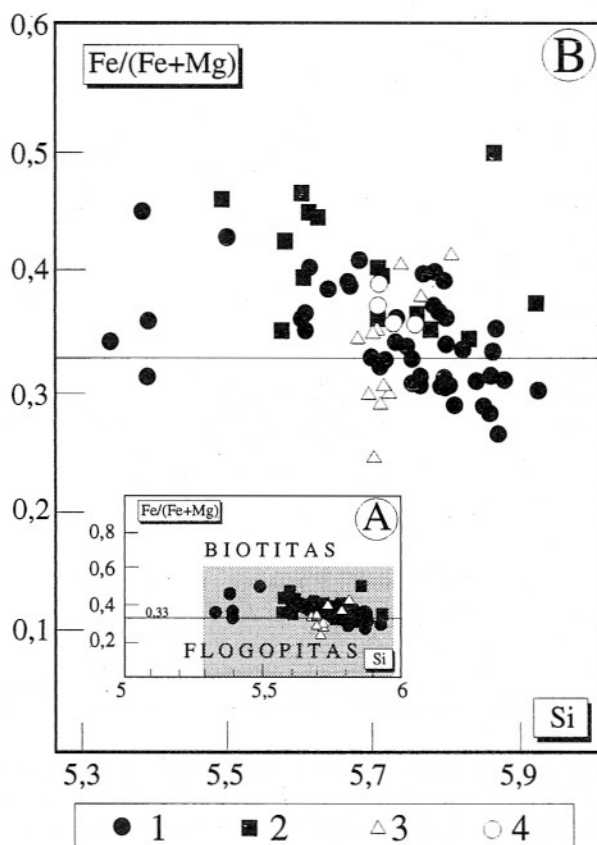 0,6
Fe/(Fe+Mg)
B
0,5
0,4
0,3
0,2
0,1
Fe/(Fe+Mg)
A
0,8
0,6
0,4
0,2
BIOTITAS
0.33
FLOGOPITAS
Si
5
5,5
6
Si
5,3
5,5
5,7
5,9
1 2 3 4